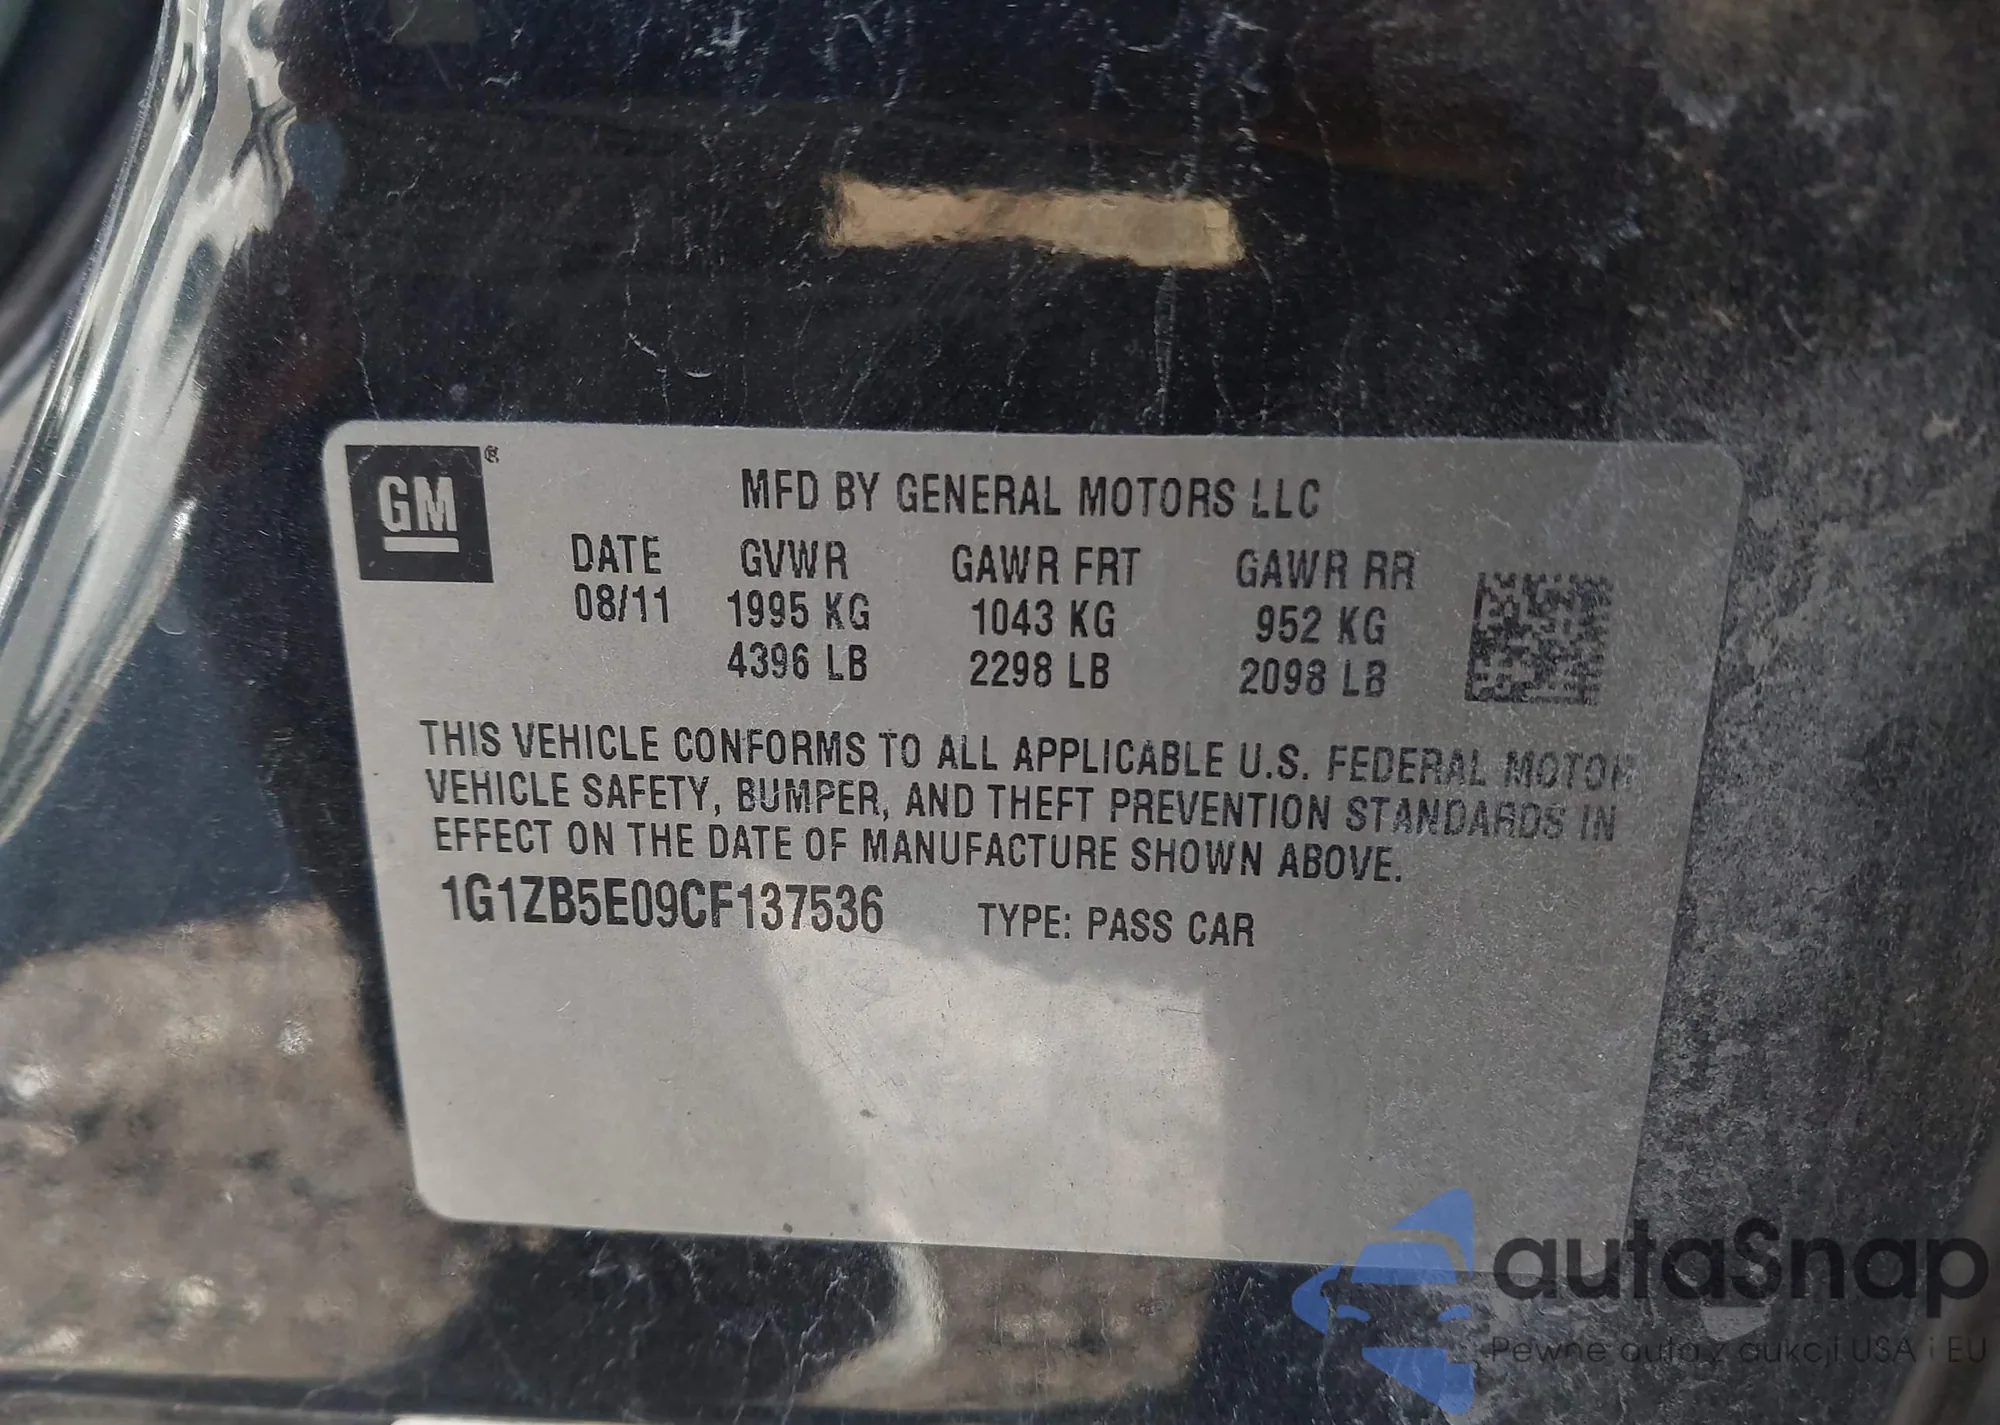 GM ®
MFD BY GENERAL MOTORS LLC
DATE GVWR GAWR FRT GAWR RR
08/11 1995 KG 1043 KG 952 KG
4396 LB 2298 LB 2098 LB
THIS VEHICLE CONFORMS TO ALL APPLICABLE U.S. FEDERAL MOTOR
VEHICLE SAFETY, BUMPER, AND THEFT PREVENTION STANDARDS IN
EFFECT ON THE DATE OF MANUFACTURE SHOWN ABOVE.
1G1ZB5E09CF137536 TYPE: PASS CAR
autaSnap
Pewne auta z aukcji USA i EU